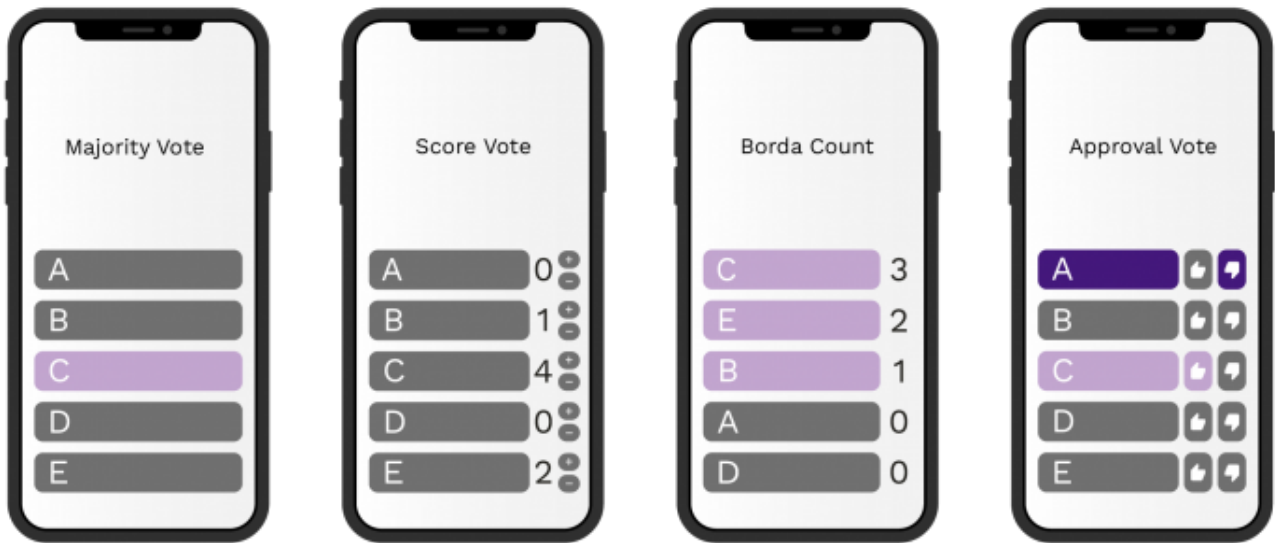 Majority Vote
A
B
C
D
E
Score Vote
A 0 + −
B 1 + −
C 4 + −
D 0 + −
E 2 + −
Borda Count
C 3
E 2
B 1
A 0
D 0
Approval Vote
A
B
C
D
E